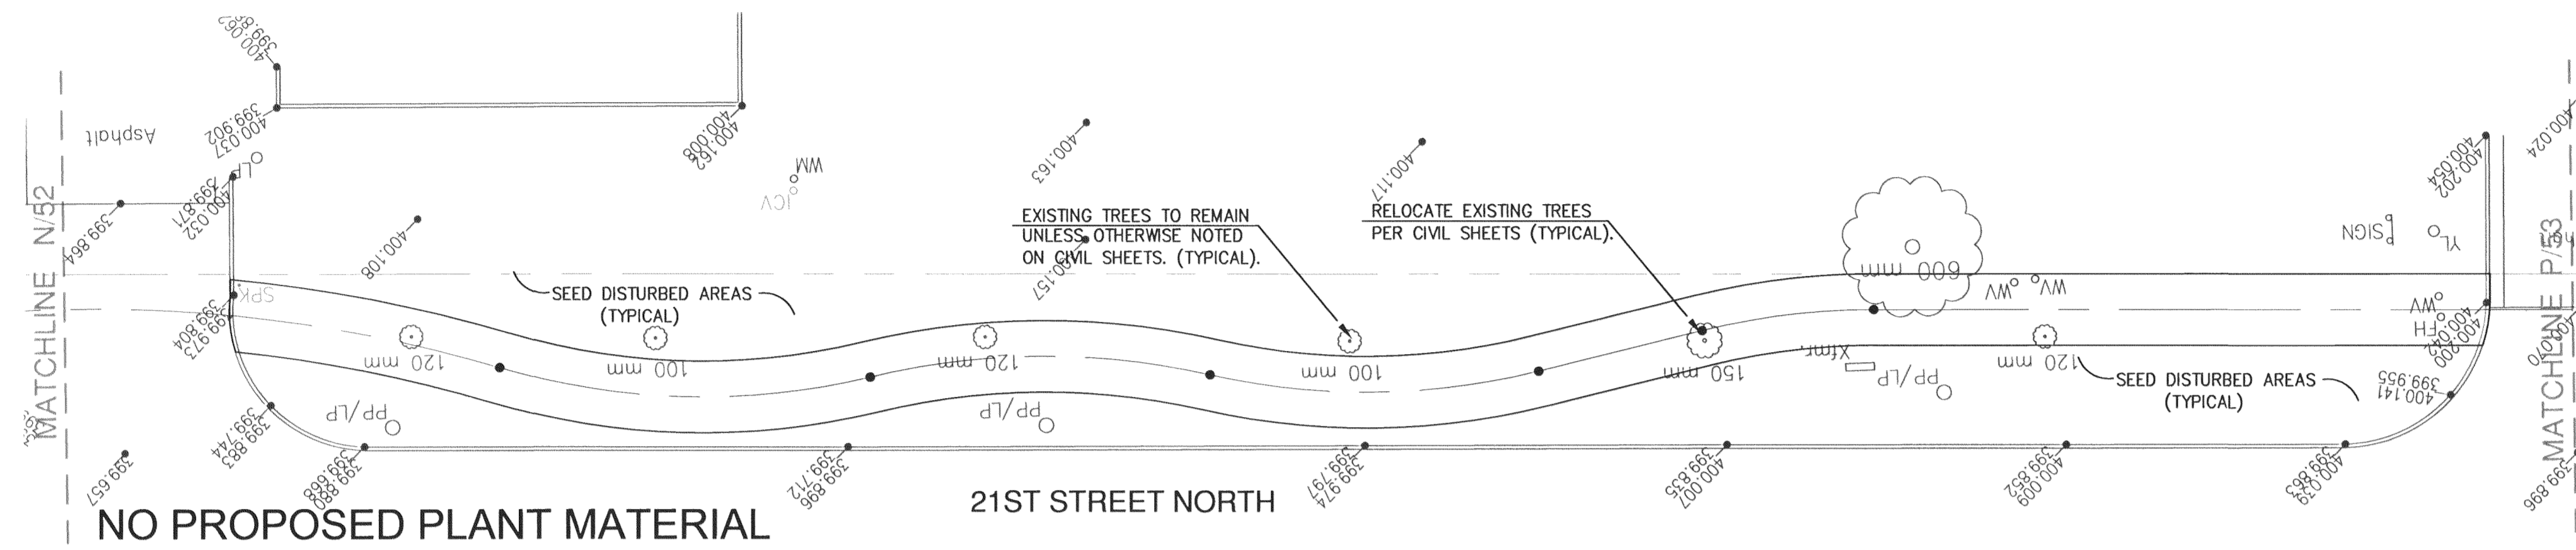 399.
400.062
399.902
400.037
Asphalt
LP
399.871
400.032
399.864
MATCHLINE N/52
400.162
400.008
WM
ICV
400.163
400.117
400.108
EXISTING TREES TO REMAIN
UNLESS OTHERWISE NOTED
ON CIVIL SHEETS. (TYPICAL).
400.157
RELOCATE EXISTING TREES
PER CIVIL SHEETS (TYPICAL).
600 mm
SIGN
YL
400.202
400.054
400.024
MATCHLINE P/53
SPK
399.973
399.804
SEED DISTURBED AREAS
(TYPICAL)
WV
WV
WV
FH
400.200
400.042
120 mm
100 mm
120 mm
100 mm
150 mm
Xfmr.
120 mm
PP/LP
SEED DISTURBED AREAS
(TYPICAL)
400.141
399.955
PP/LP
PP/LP
399.883
399.744
399.657
399.880
399.668
399.896
399.712
399.974
399.797
400.007
399.835
400.009
399.852
400.039
399.863
399.896
21ST STREET NORTH
NO PROPOSED PLANT MATERIAL